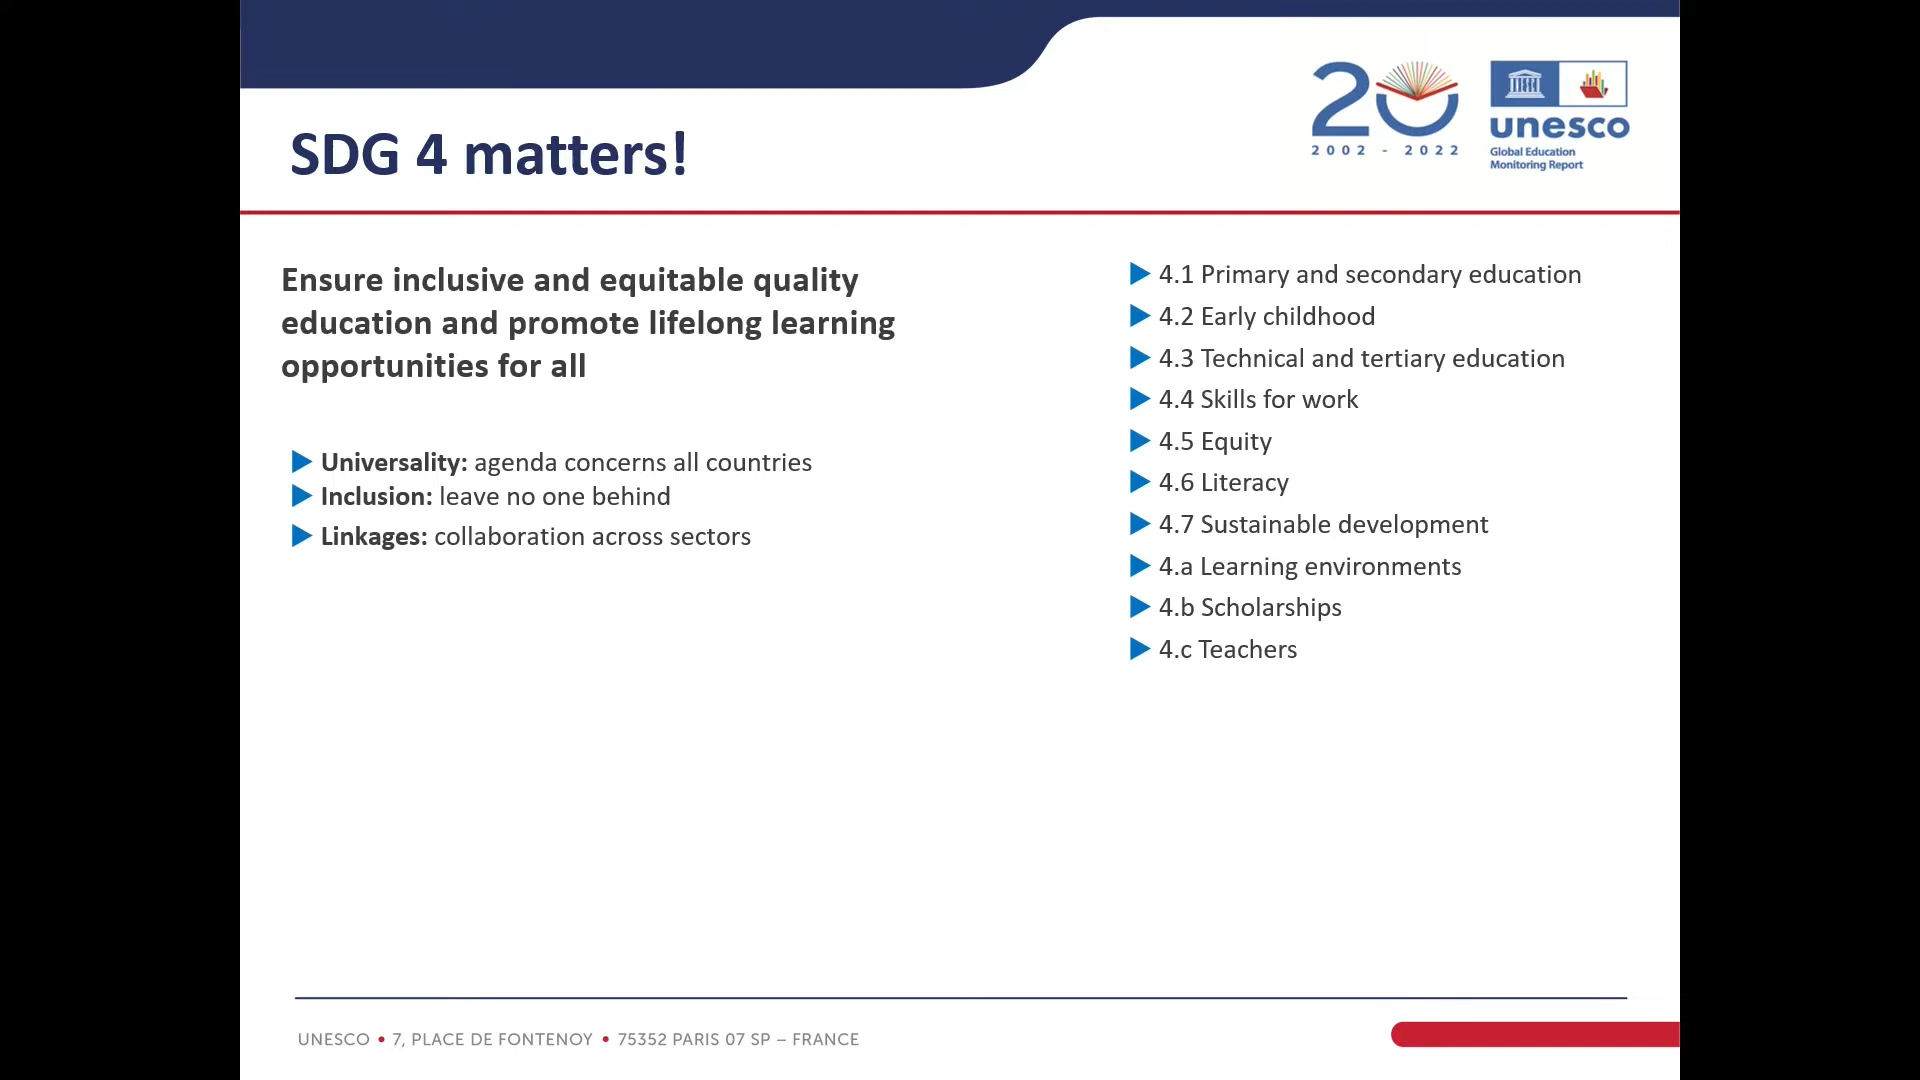 SDG 4 matters!
20
2002 - 2022
unesco
Global Education
Monitoring Report
Ensure inclusive and equitable quality
education and promote lifelong learning
opportunities for all
Universality: agenda concerns all countries
Inclusion: leave no one behind
Linkages: collaboration across sectors
4.1 Primary and secondary education
4.2 Early childhood
4.3 Technical and tertiary education
4.4 Skills for work
4.5 Equity
4.6 Literacy
4.7 Sustainable development
4.a Learning environments
4.b Scholarships
4.c Teachers
UNESCO • 7, PLACE DE FONTENOY • 75352 PARIS 07 SP – FRANCE